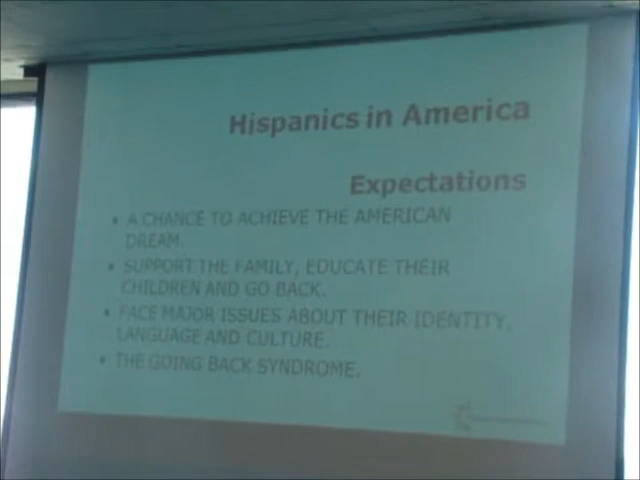 Hispanics in America
Expectations
• A CHANCE TO ACHIEVE THE AMERICAN
DREAM.
• SUPPORT THE FAMILY, EDUCATE THEIR
CHILDREN AND GO BACK.
• FACE MAJOR ISSUES ABOUT THEIR IDENTITY,
LANGUAGE AND CULTURE.
• THE GOING BACK SYNDROME.